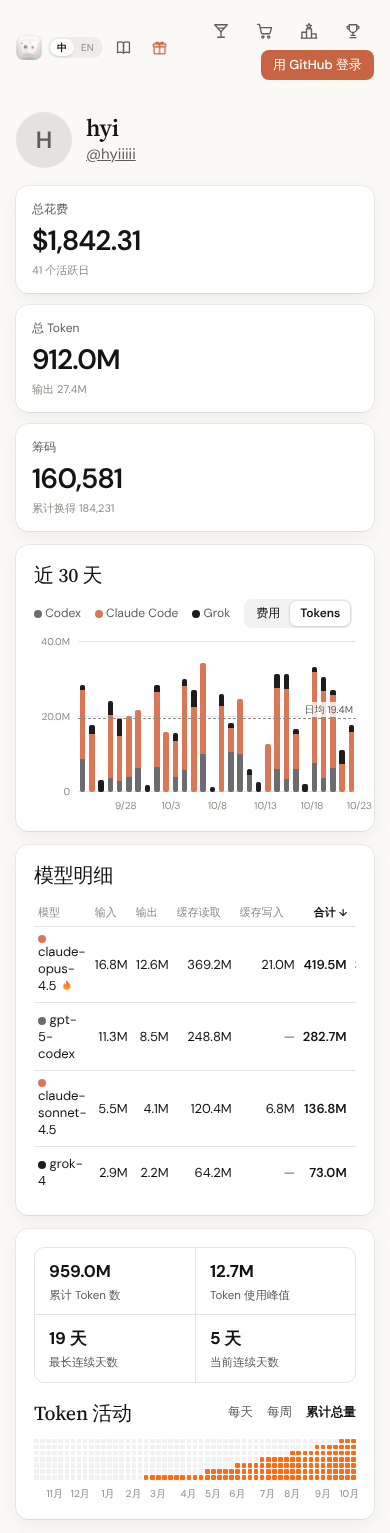 中 EN
用 GitHub 登录
H
hyi
@hyiiiii
总花费
$1,842.31
41 个活跃日
总 Token
912.0M
输出 27.4M
筹码
160,581
累计换得 184,231
近 30 天
Codex Claude Code Grok 费用 Tokens
40.0M
日均 19.4M
20.0M
0
9/28 10/3 10/8 10/13 10/18 10/23
模型明细
模型 输入 输出 缓存读取 缓存写入 合计 ↓
claude-
opus-
4.5 🔥
16.8M 12.6M 369.2M 21.0M 419.5M
gpt-
5-
codex
11.3M 8.5M 248.8M — 282.7M
claude-
sonnet-
4.5
5.5M 4.1M 120.4M 6.8M 136.8M
grok-
4
2.9M 2.2M 64.2M — 73.0M
959.0M
累计 Token 数
12.7M
Token 使用峰值
19 天
最长连续天数
5 天
当前连续天数
Token 活动 每天 每周 累计总量
11月 12月 1月 2月 3月 4月 5月 6月 7月 8月 9月 10月